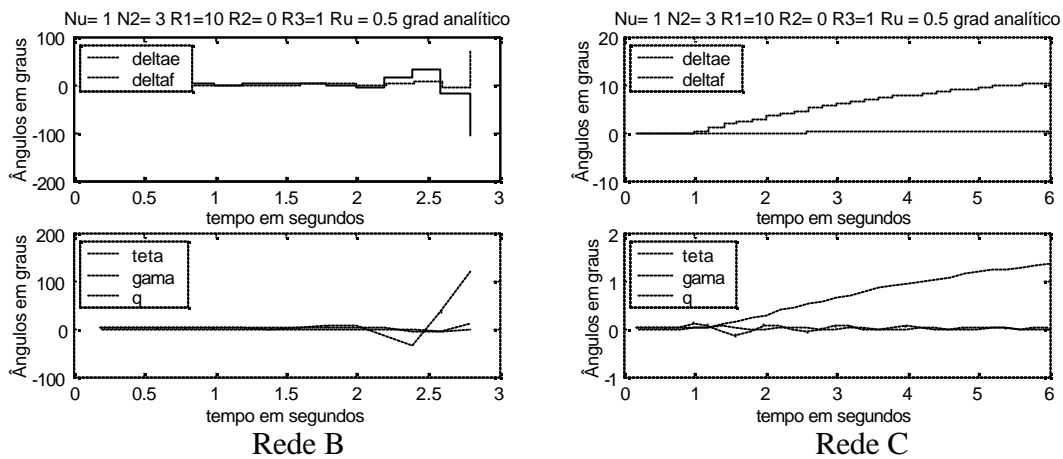 Nu= 1 N2= 3 R1=10 R2= 0 R3=1 Ru = 0.5 grad analítico
100
0
-100
-200
Ângulos em graus
deltae
deltaf
0 0.5 1 1.5 2 2.5 3
tempo em segundos
200
100
0
-100
Ângulos em graus
teta
gama
q
0 0.5 1 1.5 2 2.5 3
tempo em segundos
Rede B
Nu= 1 N2= 3 R1=10 R2= 0 R3=1 Ru = 0.5 grad analítico
20
10
0
-10
Ângulos em graus
deltae
deltaf
0 1 2 3 4 5 6
tempo em segundos
2
1
0
-1
Ângulos em graus
teta
gama
q
0 1 2 3 4 5 6
tempo em segundos
Rede C